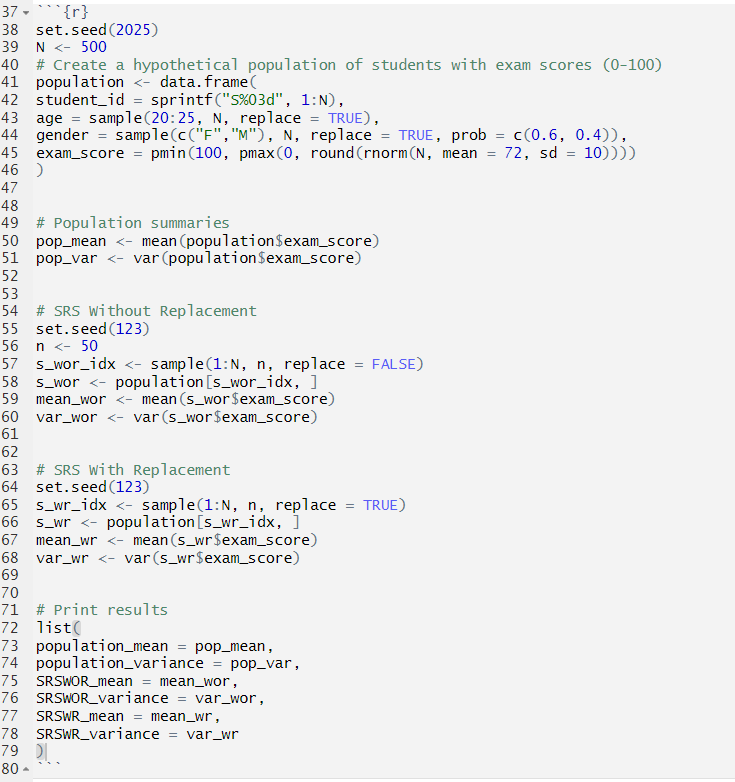 37 ```{r}
38 set.seed(2025)
39 N <- 500
40 # Create a hypothetical population of students with exam scores (0-100)
41 population <- data.frame(
42 student_id = sprintf("S%03d", 1:N),
43 age = sample(20:25, N, replace = TRUE),
44 gender = sample(c("F","M"), N, replace = TRUE, prob = c(0.6, 0.4)),
45 exam_score = pmin(100, pmax(0, round(rnorm(N, mean = 72, sd = 10))))
46 )
47
48
49 # Population summaries
50 pop_mean <- mean(population$exam_score)
51 pop_var <- var(population$exam_score)
52
53
54 # SRS Without Replacement
55 set.seed(123)
56 n <- 50
57 s_wor_idx <- sample(1:N, n, replace = FALSE)
58 s_wor <- population[s_wor_idx, ]
59 mean_wor <- mean(s_wor$exam_score)
60 var_wor <- var(s_wor$exam_score)
61
62
63 # SRS With Replacement
64 set.seed(123)
65 s_wr_idx <- sample(1:N, n, replace = TRUE)
66 s_wr <- population[s_wr_idx, ]
67 mean_wr <- mean(s_wr$exam_score)
68 var_wr <- var(s_wr$exam_score)
69
70
71 # Print results
72 list(
73 population_mean = pop_mean,
74 population_variance = pop_var,
75 SRSWOR_mean = mean_wor,
76 SRSWOR_variance = var_wor,
77 SRSWR_mean = mean_wr,
78 SRSWR_variance = var_wr
79 )
80 ```